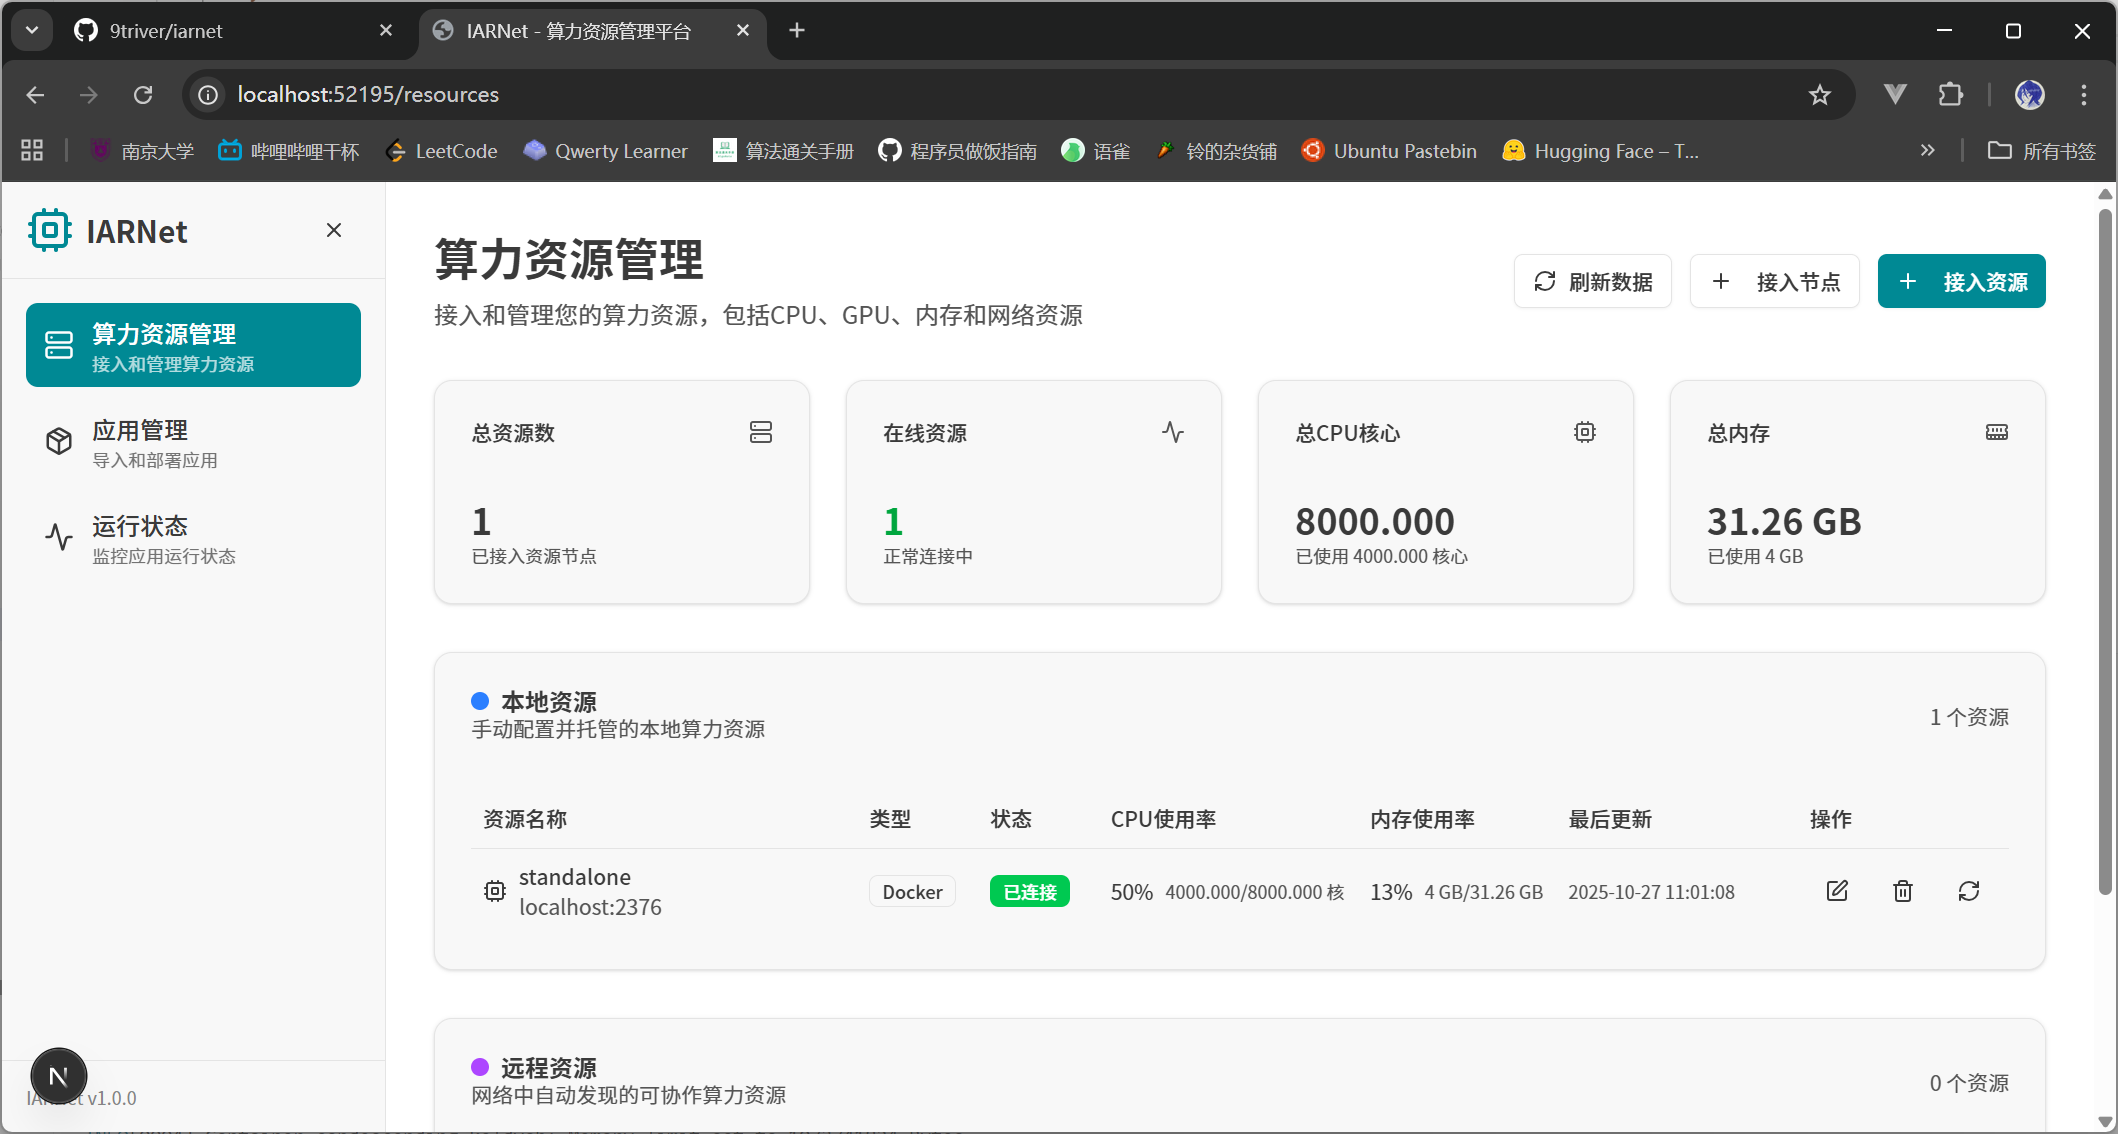 9triver/iarnet
IARNet - 算力资源管理平台
localhost:52195/resources
南京大学
哔哩哔哩干杯
LeetCode
Qwerty Learner
算法通关手册
程序员做饭指南
语雀
铃的杂货铺
Ubuntu Pastebin
Hugging Face – T...
所有书签
IARNet
算力资源管理
接入和管理算力资源
应用管理
导入和部署应用
运行状态
监控应用运行状态
N
v1.0.0
算力资源管理
接入和管理您的算力资源，包括CPU、GPU、内存和网络资源
刷新数据
接入节点
接入资源
总资源数
1
已接入资源节点
在线资源
1
正常连接中
总CPU核心
8000.000
已使用 4000.000 核心
总内存
31.26 GB
已使用 4 GB
本地资源
手动配置并托管的本地算力资源
1 个资源
资源名称 类型 状态 CPU使用率 内存使用率 最后更新 操作
standalone
localhost:2376
Docker 已连接 50% 4000.000/8000.000 核 13% 4 GB/31.26 GB 2025-10-27 11:01:08
远程资源
网络中自动发现的可协作算力资源
0 个资源